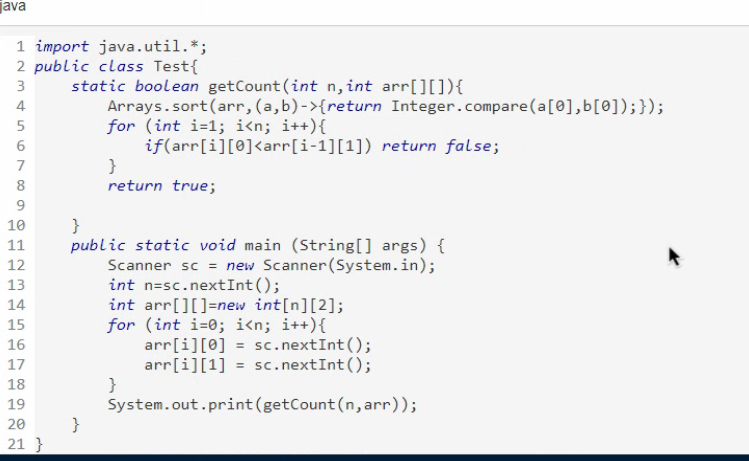 java
1 import java.util.*;
2 public class Test{
3     static boolean getCount(int n,int arr[][]){
4         Arrays.sort(arr,(a,b)->{return Integer.compare(a[0],b[0]);});
5         for (int i=1; i<n; i++){
6             if(arr[i][0]<arr[i-1][1]) return false;
7         }
8         return true;
9
10     }
11     public static void main (String[] args) {
12         Scanner sc = new Scanner(System.in);
13         int n=sc.nextInt();
14         int arr[][]=new int[n][2];
15         for (int i=0; i<n; i++){
16             arr[i][0] = sc.nextInt();
17             arr[i][1] = sc.nextInt();
18         }
19         System.out.print(getCount(n,arr));
20     }
21 }